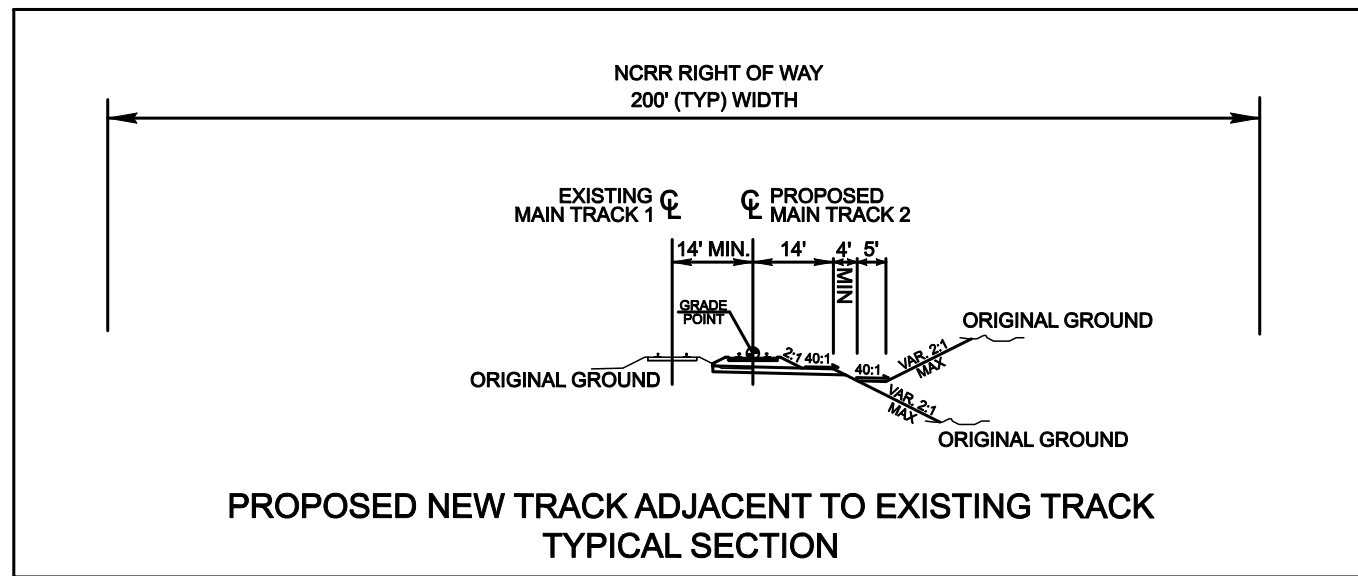 NCRR RIGHT OF WAY
200' (TYP) WIDTH
EXISTING
MAIN TRACK 1
℄
℄
PROPOSED
MAIN TRACK 2
14' MIN.
14'
4'
MIN
5'
GRADE
POINT
ORIGINAL GROUND
2:1
40:1
40:1
VAR. 2:1
MAX
ORIGINAL GROUND
VAR. 2:1
MAX
ORIGINAL GROUND
PROPOSED NEW TRACK ADJACENT TO EXISTING TRACK
TYPICAL SECTION